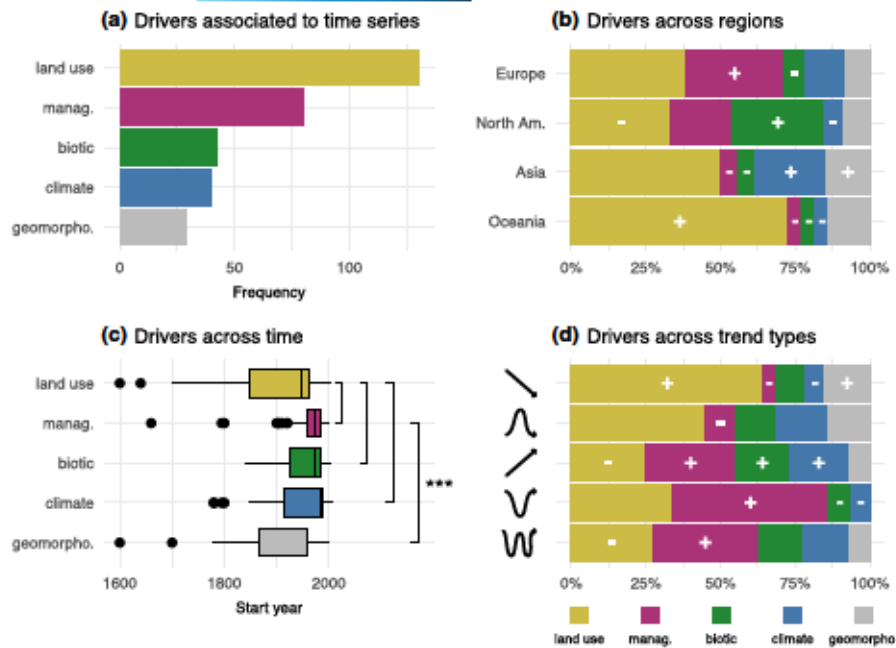 (a) Drivers associated to time series
land use
manag.
biotic
climate
geomorpho.
0 50 100
Frequency
(b) Drivers across regions
Europe + -
North Am. - + -
Asia - - + +
Oceania + - - -
0% 25% 50% 75% 100%
(c) Drivers across time
land use
manag.
biotic
climate
geomorpho.
***
1600 1800 2000
Start year
(d) Drivers across trend types
+ - - +
-
- + + +
+ - -
- +
0% 25% 50% 75% 100%
land use manag. biotic climate geomorpho